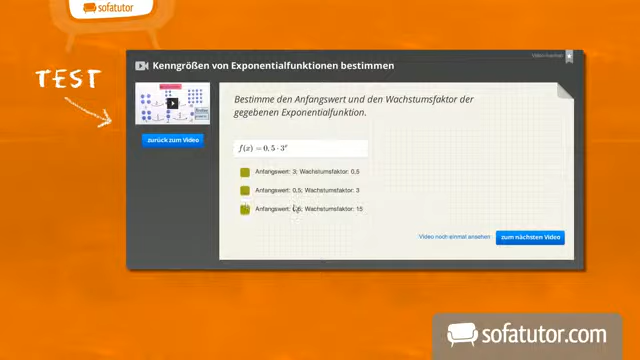 sofatutor
TEST
Kenngrößen von Exponentialfunktionen bestimmen
zurück zum Video
Bestimme den Anfangswert und den Wachstumsfaktor der
gegebenen Exponentialfunktion.
f(x) = 0, 5 · 3ˣ
Anfangswert: 3; Wachstumsfaktor: 0,5
Anfangswert: 0,5; Wachstumsfaktor: 3
Anfangswert: Wachstumsfaktor: 15
Video noch einmal ansehen
zum nächsten Video
sofatutor.com